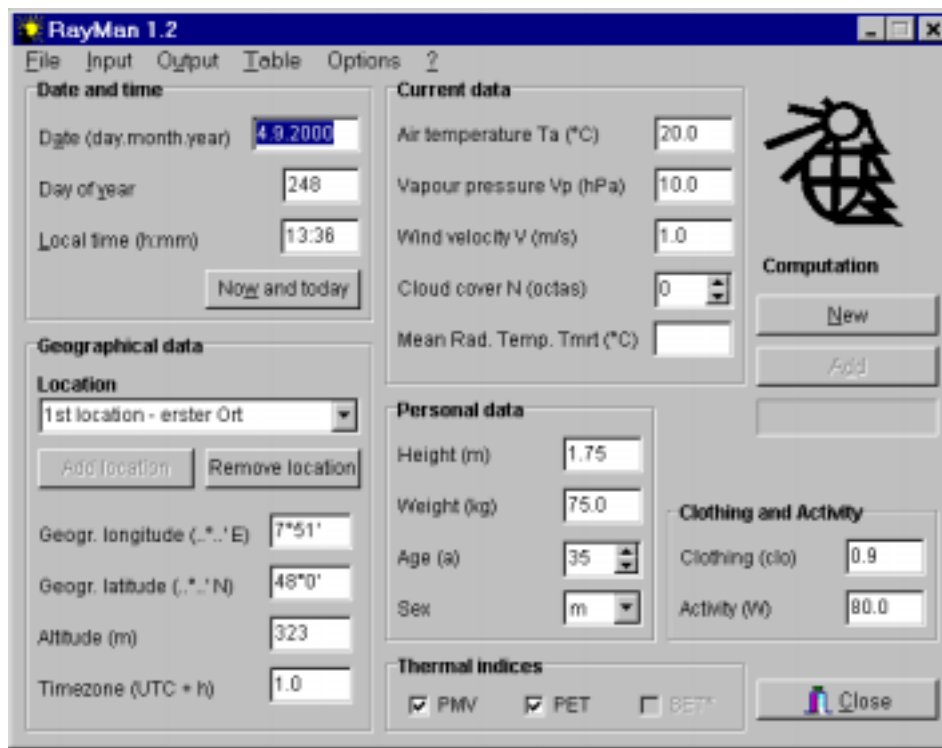 RayMan 1.2
File Input Output Table Options ?
Date and time
Date (day.month.year) 4.9.2000
Day of year 248
Local time (h:mm) 13:36
Now and today
Geographical data
Location
1st location - erster Ort
Add location Remove location
Geogr. longitude (..°..' E) 7°51'
Geogr. latitude (..°..' N) 48°0'
Altitude (m) 323
Timezone (UTC + h) 1.0
Current data
Air temperature Ta (°C) 20.0
Vapour pressure Vp (hPa) 10.0
Wind velocity V (m/s) 1.0
Cloud cover N (octas) 0
Mean Rad. Temp. Tmrt (°C)
Personal data
Height (m) 1.75
Weight (kg) 75.0
Age (a) 35
Sex m
Thermal indices
PMV PET
Computation
New
Add
Clothing and Activity
Clothing (clo) 0.9
Activity (W) 80.0
Close